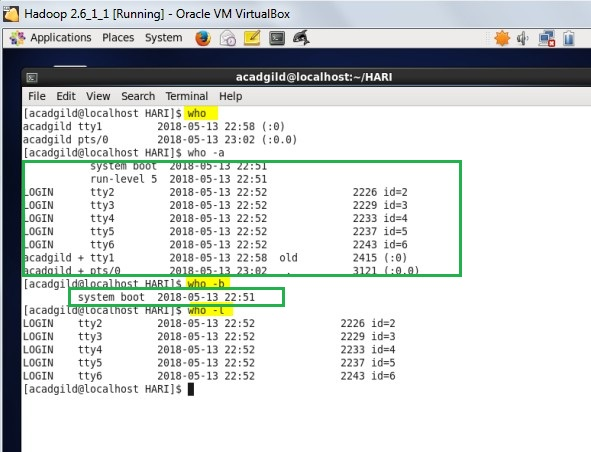 Hadoop 2.6_1_1 [Running] - Oracle VM VirtualBox
Applications Places System
acadgild@localhost:~/HARI
File Edit View Search Terminal Help
[acadgild@localhost HARI]$ who
acadgild tty1 2018-05-13 22:58 (:0)
acadgild pts/0 2018-05-13 23:02 (:0.0)
[acadgild@localhost HARI]$ who -a
system boot 2018-05-13 22:51
run-level 5 2018-05-13 22:51
LOGIN tty2 2018-05-13 22:52 2226 id=2
LOGIN tty3 2018-05-13 22:52 2229 id=3
LOGIN tty4 2018-05-13 22:52 2233 id=4
LOGIN tty5 2018-05-13 22:52 2237 id=5
LOGIN tty6 2018-05-13 22:52 2243 id=6
acadgild + tty1 2018-05-13 22:58 old 2415 (:0)
acadgild + pts/0 2018-05-13 23:02 . 3121 (:0.0)
[acadgild@localhost HARI]$ who -b
system boot 2018-05-13 22:51
[acadgild@localhost HARI]$ who -l
LOGIN tty2 2018-05-13 22:52 2226 id=2
LOGIN tty3 2018-05-13 22:52 2229 id=3
LOGIN tty4 2018-05-13 22:52 2233 id=4
LOGIN tty5 2018-05-13 22:52 2237 id=5
LOGIN tty6 2018-05-13 22:52 2243 id=6
[acadgild@localhost HARI]$